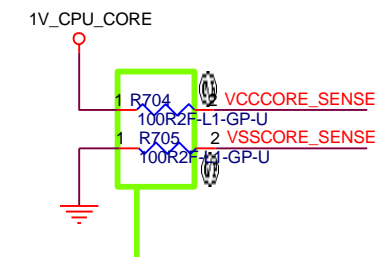 1V_CPU_CORE
1 R704 2 VCCCORE_SENSE
100R2F-L1-GP-U
1 R705 2 VSSCORE_SENSE
100R2F-L1-GP-U